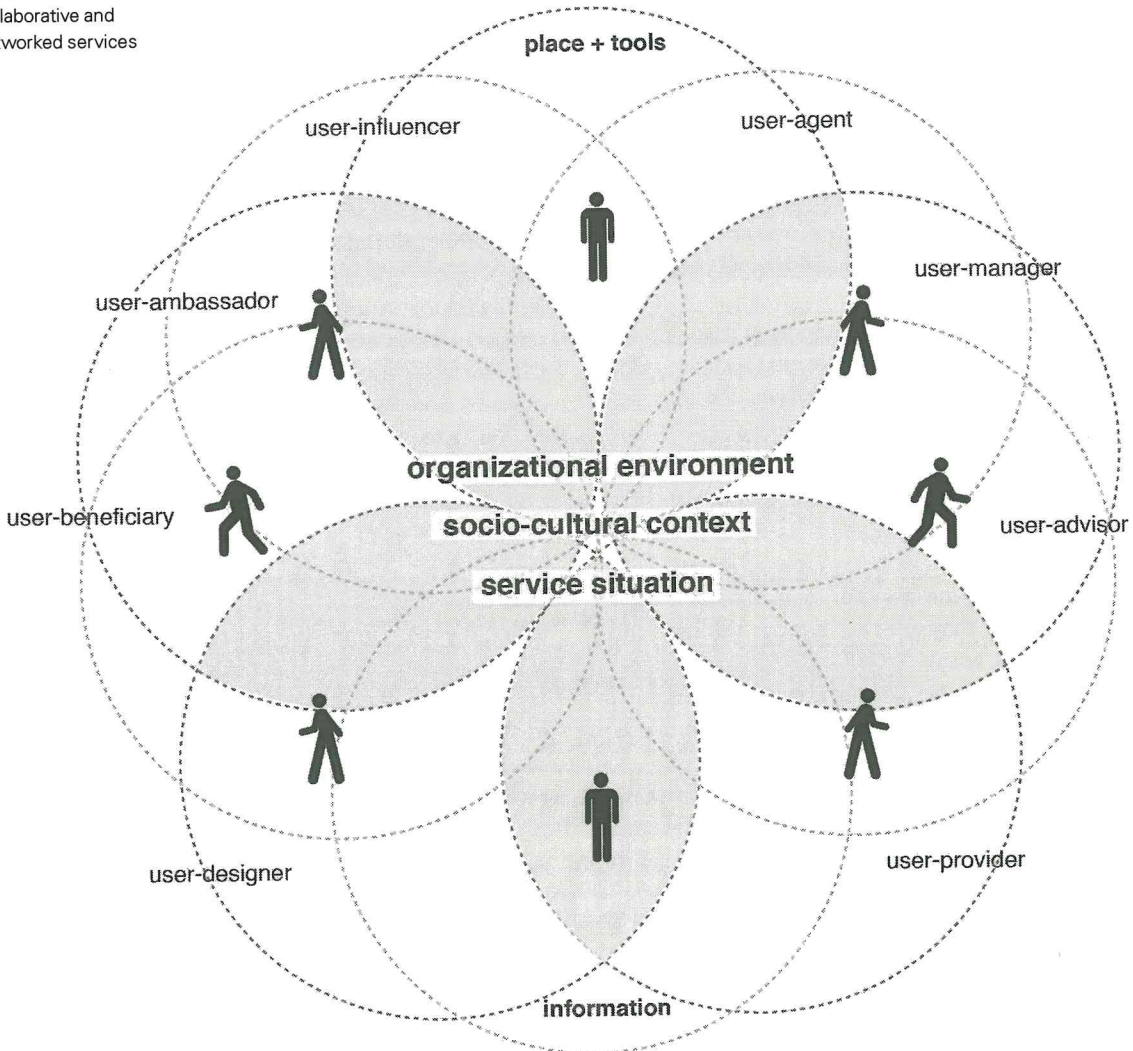 laborative and
tworked services
place + tools
user-influencer
user-agent
user-manager
user-ambassador
organizational environment
user-beneficiary
socio-cultural context
user-advisor
service situation
user-provider
user-designer
information